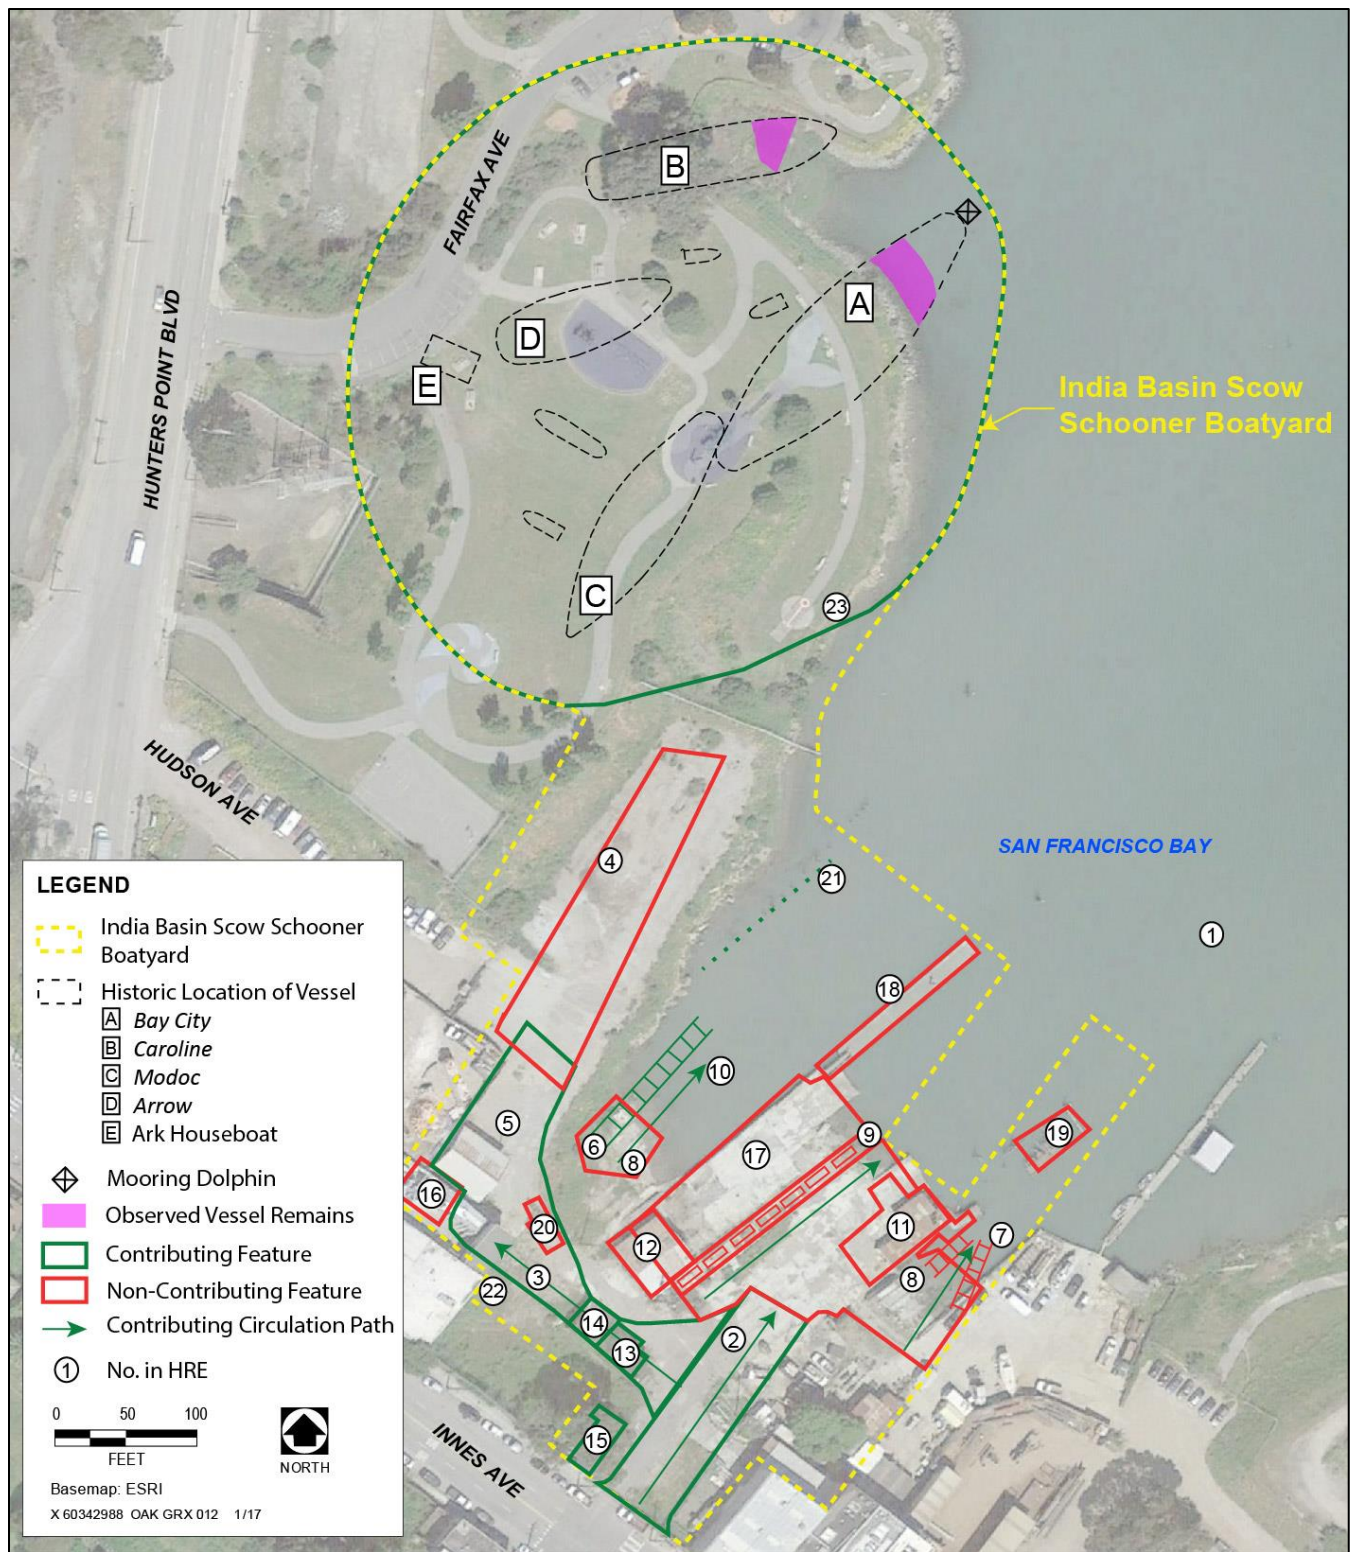 B
FAIRFAX AVE
A
D
E
HUNTERS POINT BLVD
India Basin Scow
Schooner Boatyard
C
23
HUDSON AVE
SAN FRANCISCO BAY
4
21
1
18
10
5
6
8
9
17
19
16
20
12
11
7
3
8
22
14
13
2
15
INNES AVE
LEGEND
India Basin Scow Schooner
Boatyard
Historic Location of Vessel
A Bay City
B Caroline
C Modoc
D Arrow
E Ark Houseboat
Mooring Dolphin
Observed Vessel Remains
Contributing Feature
Non-Contributing Feature
Contributing Circulation Path
1 No. in HRE
0 50 100
FEET
NORTH
Basemap: ESRI
X 60342988 OAK GRX 012 1/17